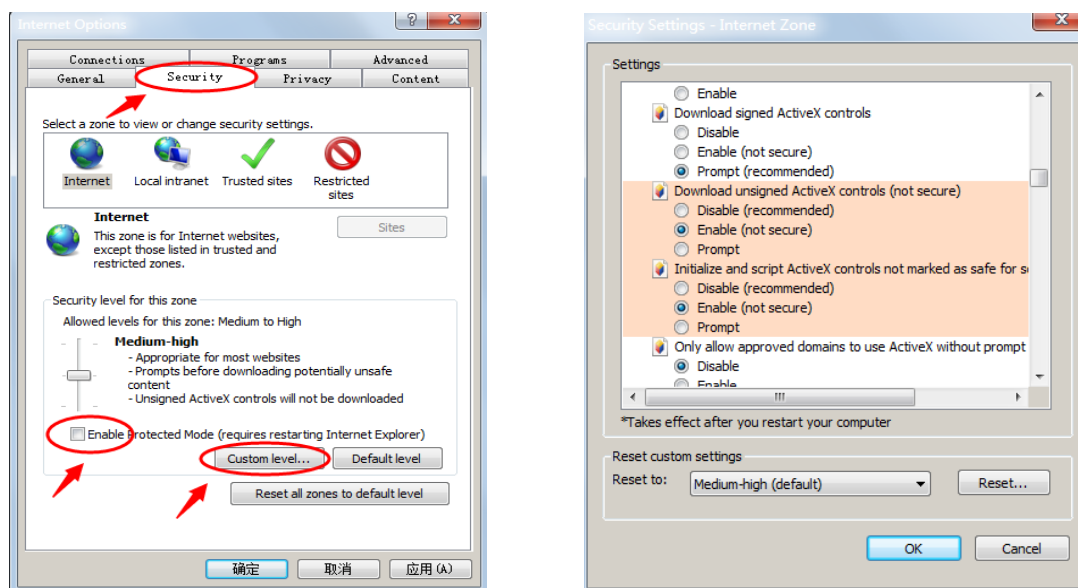 Internet Options
Connections
Programs
Advanced
General
Security
Privacy
Content
Select a zone to view or change security settings.
Internet
Local intranet
Trusted sites
Restricted
sites
Internet
This zone is for Internet websites,
except those listed in trusted and
restricted zones.
Sites
Security level for this zone
Allowed levels for this zone: Medium to High
Medium-high
- Appropriate for most websites
- Prompts before downloading potentially unsafe
content
- Unsigned ActiveX controls will not be downloaded
Enable Protected Mode (requires restarting Internet Explorer)
Custom level...
Default level
Reset all zones to default level
确定
取消
应用(A)
Security Settings - Internet Zone
Settings
Enable
Download signed ActiveX controls
Disable
Enable (not secure)
Prompt (recommended)
Download unsigned ActiveX controls (not secure)
Disable (recommended)
Enable (not secure)
Prompt
Initialize and script ActiveX controls not marked as safe for s
Disable (recommended)
Enable (not secure)
Prompt
Only allow approved domains to use ActiveX without prompt
Disable
Enable
*Takes effect after you restart your computer
Reset custom settings
Reset to:
Medium-high (default)
Reset...
OK
Cancel